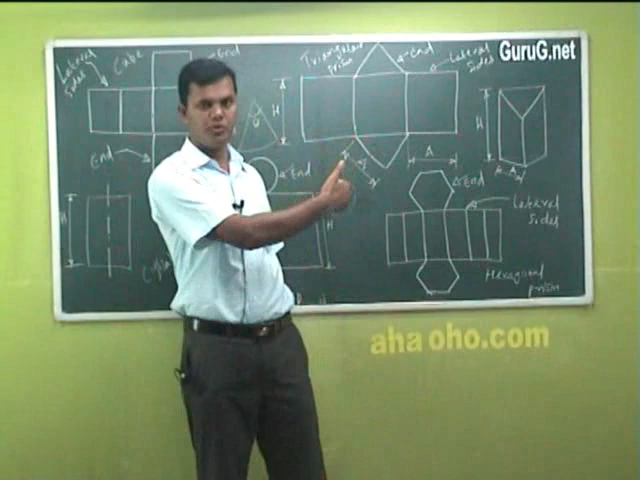 GuruG.net
Lateral
Sides
Cube
End
End
H
θ
Triangular
prism
End
Lateral
Sides
H
A
A
H
A
End
H
H
End
Lateral
Sides
Hexagonal
prism
aha oho.com